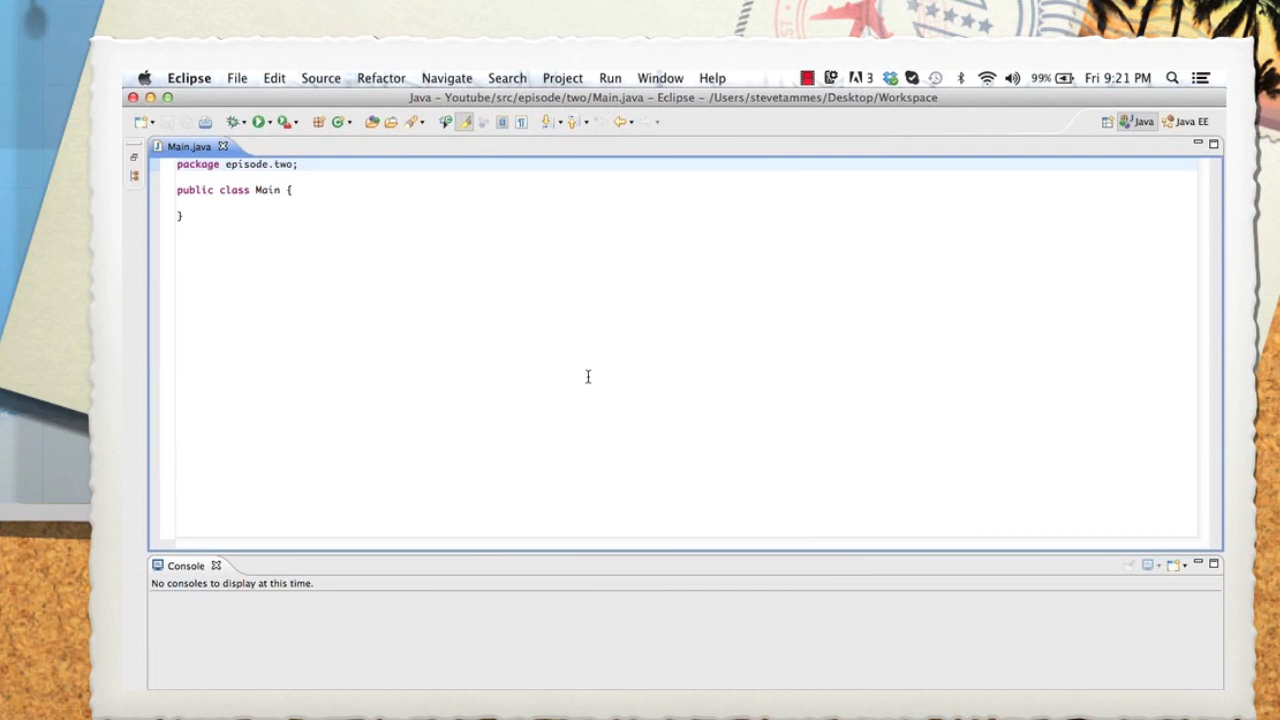 Eclipse File Edit Source Refactor Navigate Search Project Run Window Help 3 99% Fri 9:21 PM
Java – Youtube/src/episode/two/Main.java – Eclipse – /Users/stevetammes/Desktop/Workspace
Java Java EE
Main.java
package episode.two;
public class Main {
}
Console
No consoles to display at this time.